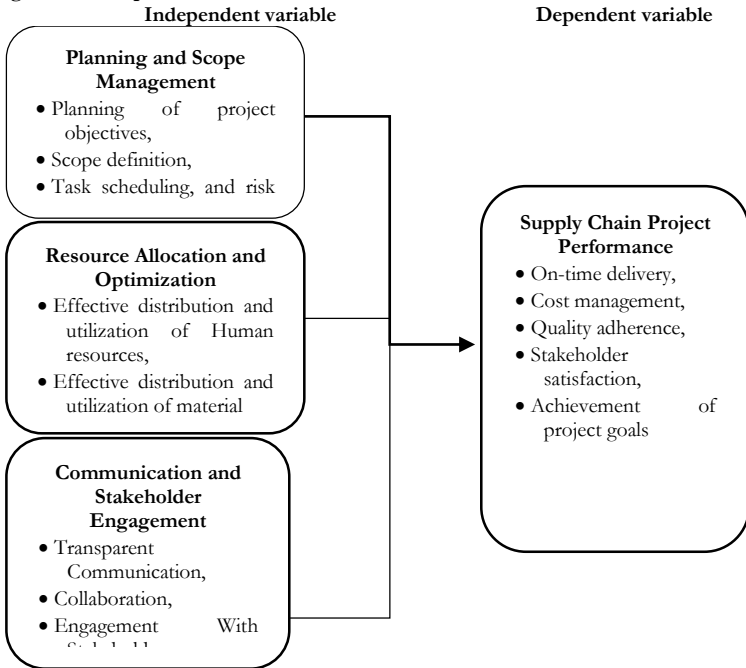 Independent variable
Dependent variable
Planning and Scope
Management
• Planning of project
objectives,
• Scope definition,
• Task scheduling, and risk
Resource Allocation and
Optimization
• Effective distribution and
utilization of Human
resources,
• Effective distribution and
utilization of material
Communication and
Stakeholder
Engagement
• Transparent
Communication,
• Collaboration,
• Engagement With
Supply Chain Project
Performance
• On-time delivery,
• Cost management,
• Quality adherence,
• Stakeholder
satisfaction,
• Achievement of
project goals